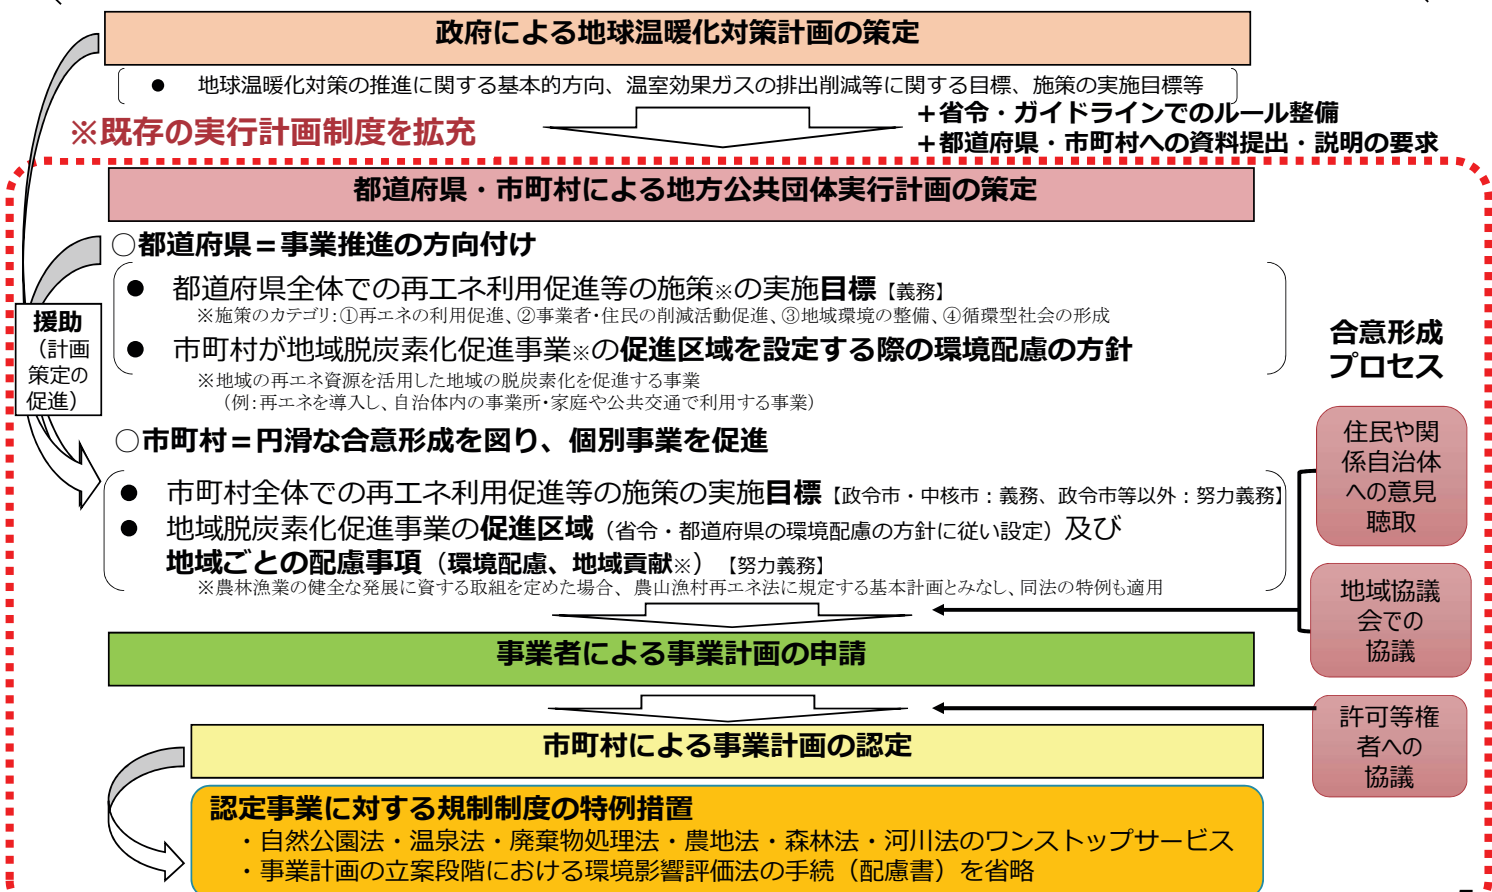 政府による地球温暖化対策計画の策定
● 地球温暖化対策の推進に関する基本的方向、温室効果ガスの排出削減等に関する目標、施策の実施目標等
※既存の実行計画制度を拡充
+省令・ガイドラインでのルール整備
+都道府県・市町村への資料提出・説明の要求
都道府県・市町村による地方公共団体実行計画の策定
○都道府県=事業推進の方向付け
● 都道府県全体での再エネ利用促進等の施策※の実施目標【義務】
※施策のカテゴリ:①再エネの利用促進、②事業者・住民の削減活動促進、③地域環境の整備、④循環型社会の形成
● 市町村が地域脱炭素化促進事業※の促進区域を設定する際の環境配慮の方針
※地域の再エネ資源を活用した地域の脱炭素化を促進する事業
(例:再エネを導入し、自治体内の事業所・家庭や公共交通で利用する事業)
援助
(計画
策定の
促進)
○市町村=円滑な合意形成を図り、個別事業を促進
● 市町村全体での再エネ利用促進等の施策の実施目標【政令市・中核市:義務、政令市等以外:努力義務】
● 地域脱炭素化促進事業の促進区域(省令・都道府県の環境配慮の方針に従い設定)及び
地域ごとの配慮事項(環境配慮、地域貢献※)【努力義務】
※農林漁業の健全な発展に資する取組を定めた場合、農山漁村再エネ法に規定する基本計画とみなし、同法の特例も適用
合意形成
プロセス
住民や関
係自治体
への意見
聴取
地域協議
会での
協議
事業者による事業計画の申請
許可等権
者への
協議
市町村による事業計画の認定
認定事業に対する規制制度の特例措置
・自然公園法・温泉法・廃棄物処理法・農地法・森林法・河川法のワンストップサービス
・事業計画の立案段階における環境影響評価法の手続(配慮書)を省略